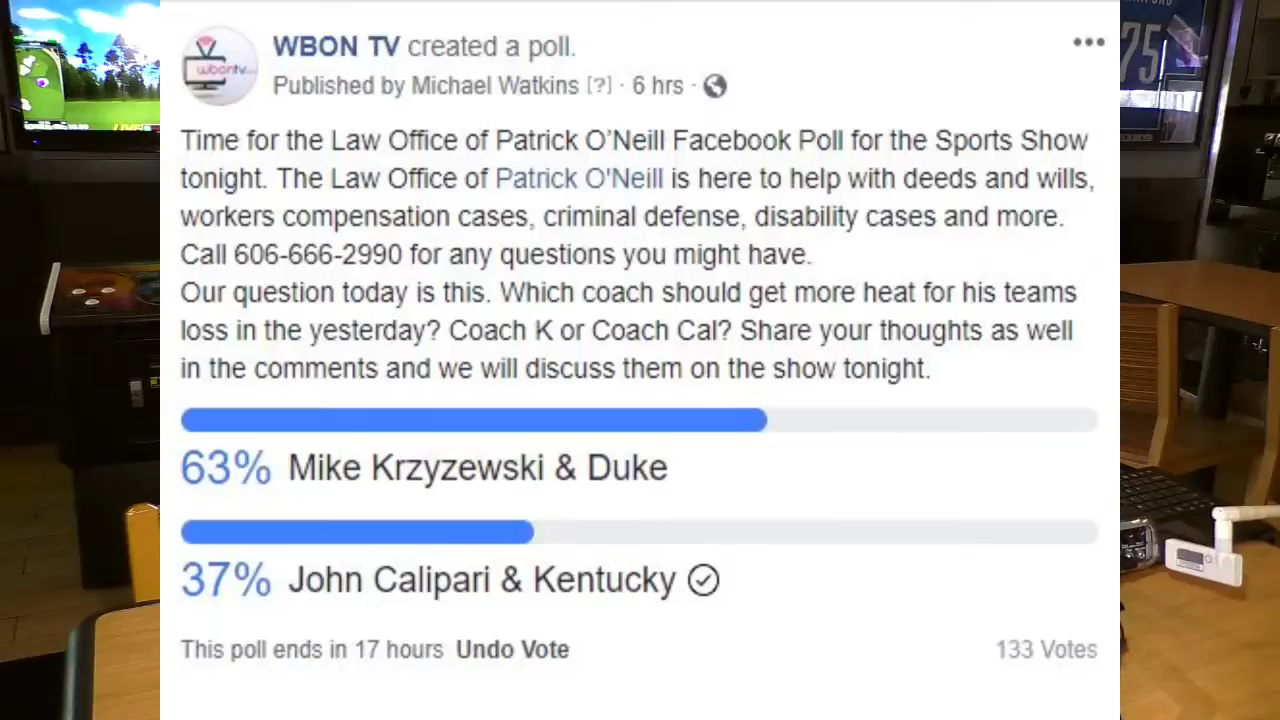 WBON TV created a poll.
Published by Michael Watkins [?] · 6 hrs ·
wbontv
Time for the Law Office of Patrick O’Neill Facebook Poll for the Sports Show
tonight. The Law Office of Patrick O'Neill is here to help with deeds and wills,
workers compensation cases, criminal defense, disability cases and more.
Call 606-666-2990 for any questions you might have.
Our question today is this. Which coach should get more heat for his teams
loss in the yesterday? Coach K or Coach Cal? Share your thoughts as well
in the comments and we will discuss them on the show tonight.
63% Mike Krzyzewski & Duke
37% John Calipari & Kentucky
This poll ends in 17 hours Undo Vote 133 Votes
75